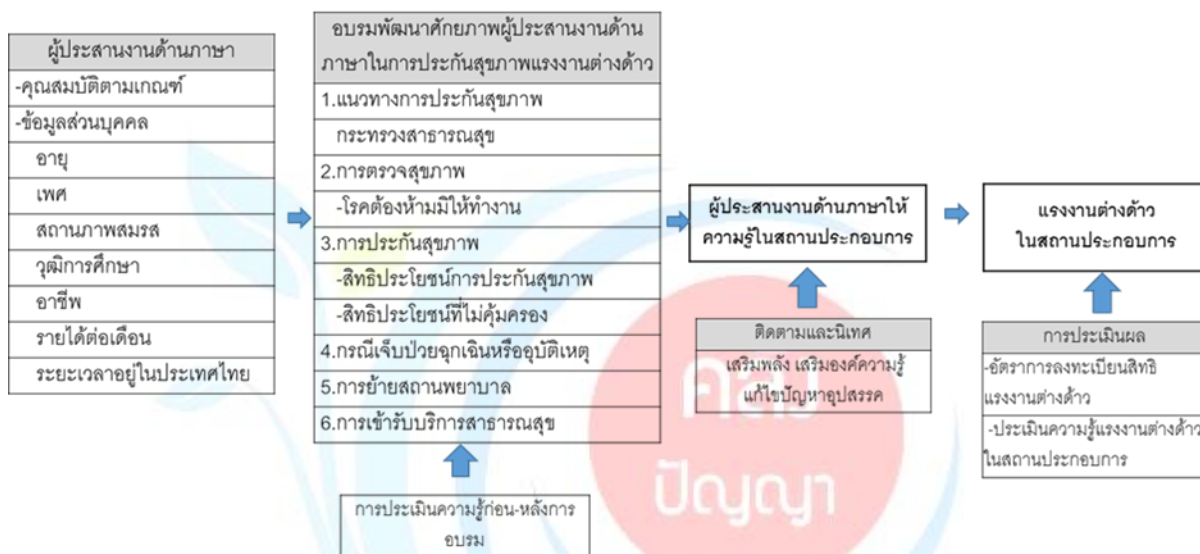 ผู้ประสานงานด้านภาษา
-คุณสมบัติตามเกณฑ์
-ข้อมูลส่วนบุคคล
อายุ
เพศ
สถานภาพสมรส
วุฒิการศึกษา
อาชีพ
รายได้ต่อเดือน
ระยะเวลาอยู่ในประเทศไทย
อบรมพัฒนาศักยภาพผู้ประสานงานด้าน
ภาษาในการประกันสุขภาพแรงงานต่างด้าว
1.แนวทางการประกันสุขภาพ
กระทรวงสาธารณสุข
2.การตรวจสุขภาพ
-โรคต้องห้ามมิให้ทำงาน
3.การประกันสุขภาพ
-สิทธิประโยชน์การประกันสุขภาพ
-สิทธิประโยชน์ที่ไม่คุ้มครอง
4.กรณีเจ็บป่วยฉุกเฉินหรืออุบัติเหตุ
5.การย้ายสถานพยาบาล
6.การเข้ารับบริการสาธารณสุข
การประเมินความรู้ก่อน-หลังการ
อบรม
ผู้ประสานงานด้านภาษาให้
ความรู้ในสถานประกอบการ
ติดตามและนิเทศ
เสริมพลัง เสริมองค์ความรู้
แก้ไขปัญหาอุปสรรค
แรงงานต่างด้าว
ในสถานประกอบการ
การประเมินผล
-อัตราการลงทะเบียนสิทธิ
แรงงานต่างด้าว
-ประเมินความรู้แรงงานต่างด้าว
ในสถานประกอบการ
คลัง
ปัญญา